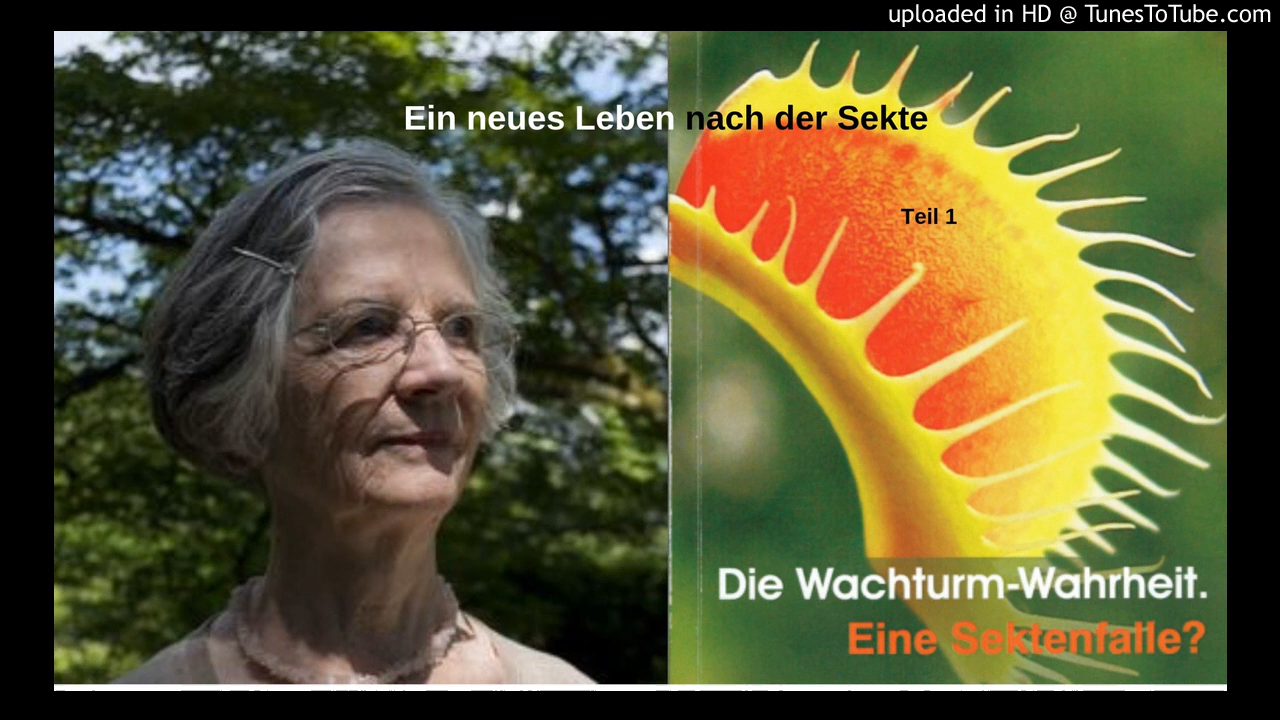 uploaded in HD @ TunesToTube.com
Ein neues Leben nach der Sekte
Teil 1
Die Wachturm-Wahrheit.
Eine Sektenfalle?